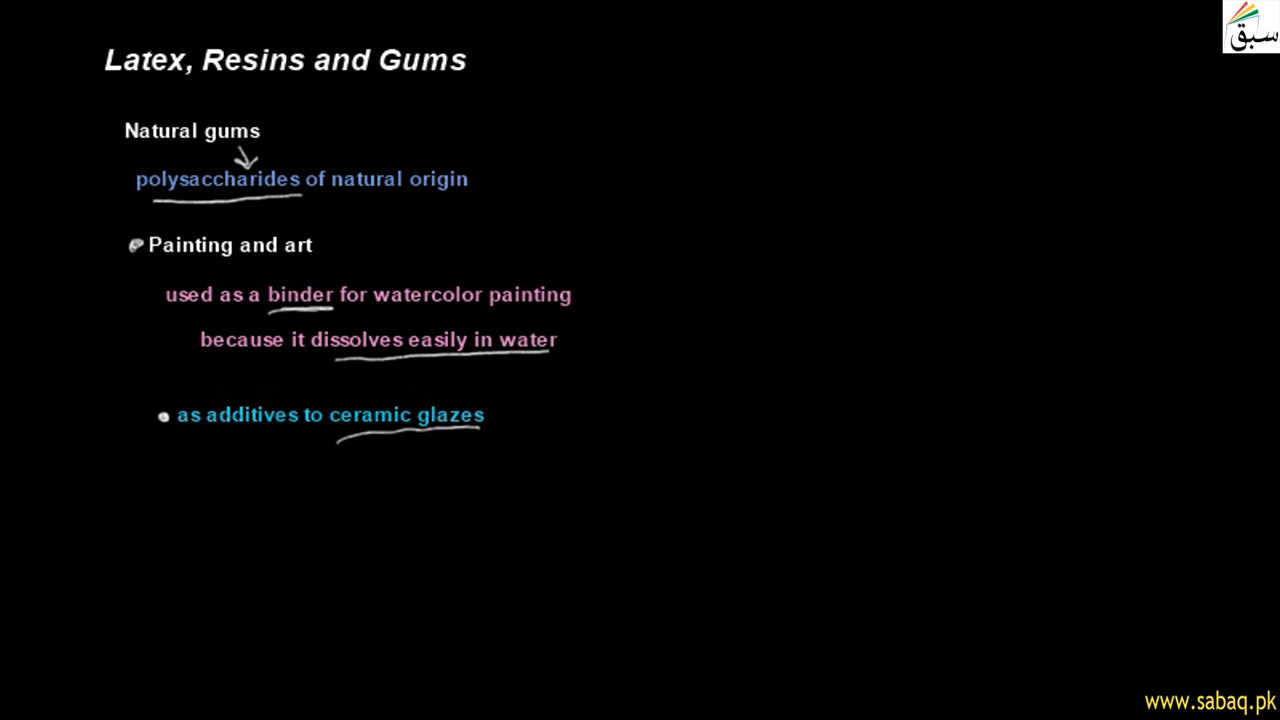 سبق
Latex, Resins and Gums
Natural gums
polysaccharides of natural origin
Painting and art
used as a binder for watercolor painting
because it dissolves easily in water
as additives to ceramic glazes
www.sabaq.pk